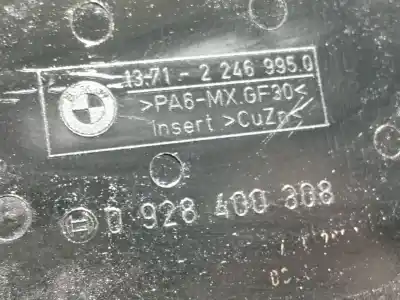 13.71 - 2 246 995.0
>PA6-MX.GF30<
Insert >CuZn<
0 928 400 308